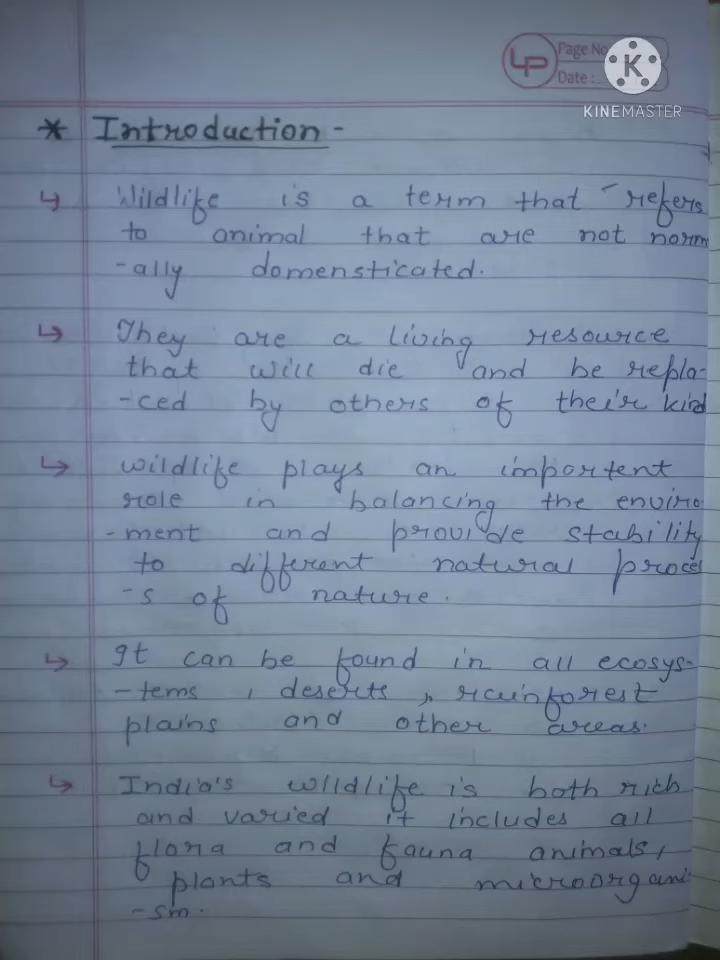 LP Page No
Date:
K
KINEMASTER
* Introduction -
↳ Wildlife is a term that refers
to animal that are not norm
-ally domensticated.
↳ They are a living resource
that will die and be repla-
-ced by others of their kind
↳ wildlife plays an importent
role in balancing the enviro
-ment and provide stability
to different natural proces
-s of nature.
↳ It can be found in all ecosys-
-tems, deserts, rainforest
plains and other areas.
↳ India's wildlife is both rich
and varied it includes all
flora and fauna animals,
plants and microorgani
-sm.